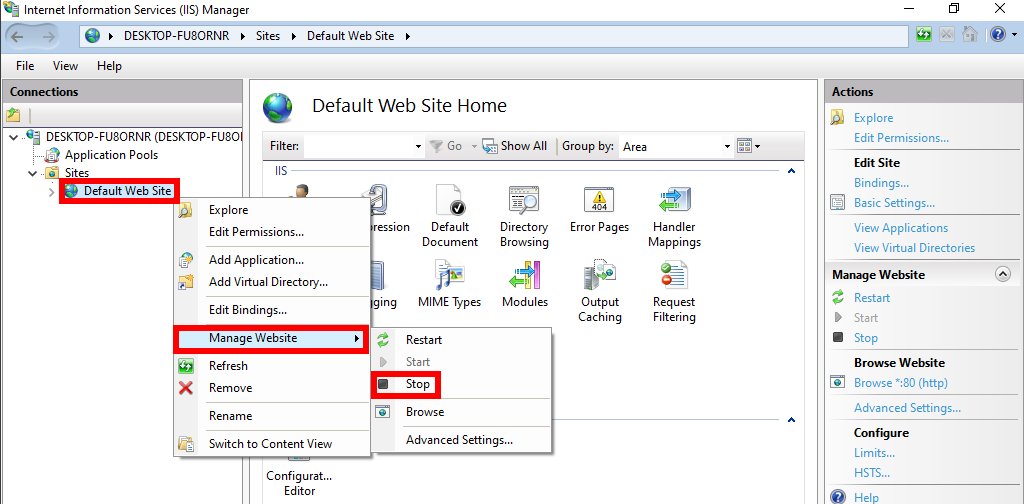 Internet Information Services (IIS) Manager
DESKTOP-FU8ORNR Sites Default Web Site
File View Help
Connections
DESKTOP-FU8ORNR (DESKTOP-FU8OR
Application Pools
Sites
Default Web Site
Explore
Edit Permissions...
Add Application...
Add Virtual Directory...
Edit Bindings...
Manage Website
Refresh
Remove
Rename
Switch to Content View
Restart
Start
Stop
Browse
Advanced Settings...
Default Web Site Home
Filter: Go Show All Group by: Area
IIS
ression
Default Document
Directory Browsing
404
Error Pages
Handler Mappings
ging
MIME Types
Modules
Output Caching
Request Filtering
Configurat... Editor
Actions
Explore
Edit Permissions...
Edit Site
Bindings...
Basic Settings...
View Applications
View Virtual Directories
Manage Website
Restart
Start
Stop
Browse Website
Browse *:80 (http)
Advanced Settings...
Configure
Limits...
HSTS...
Help